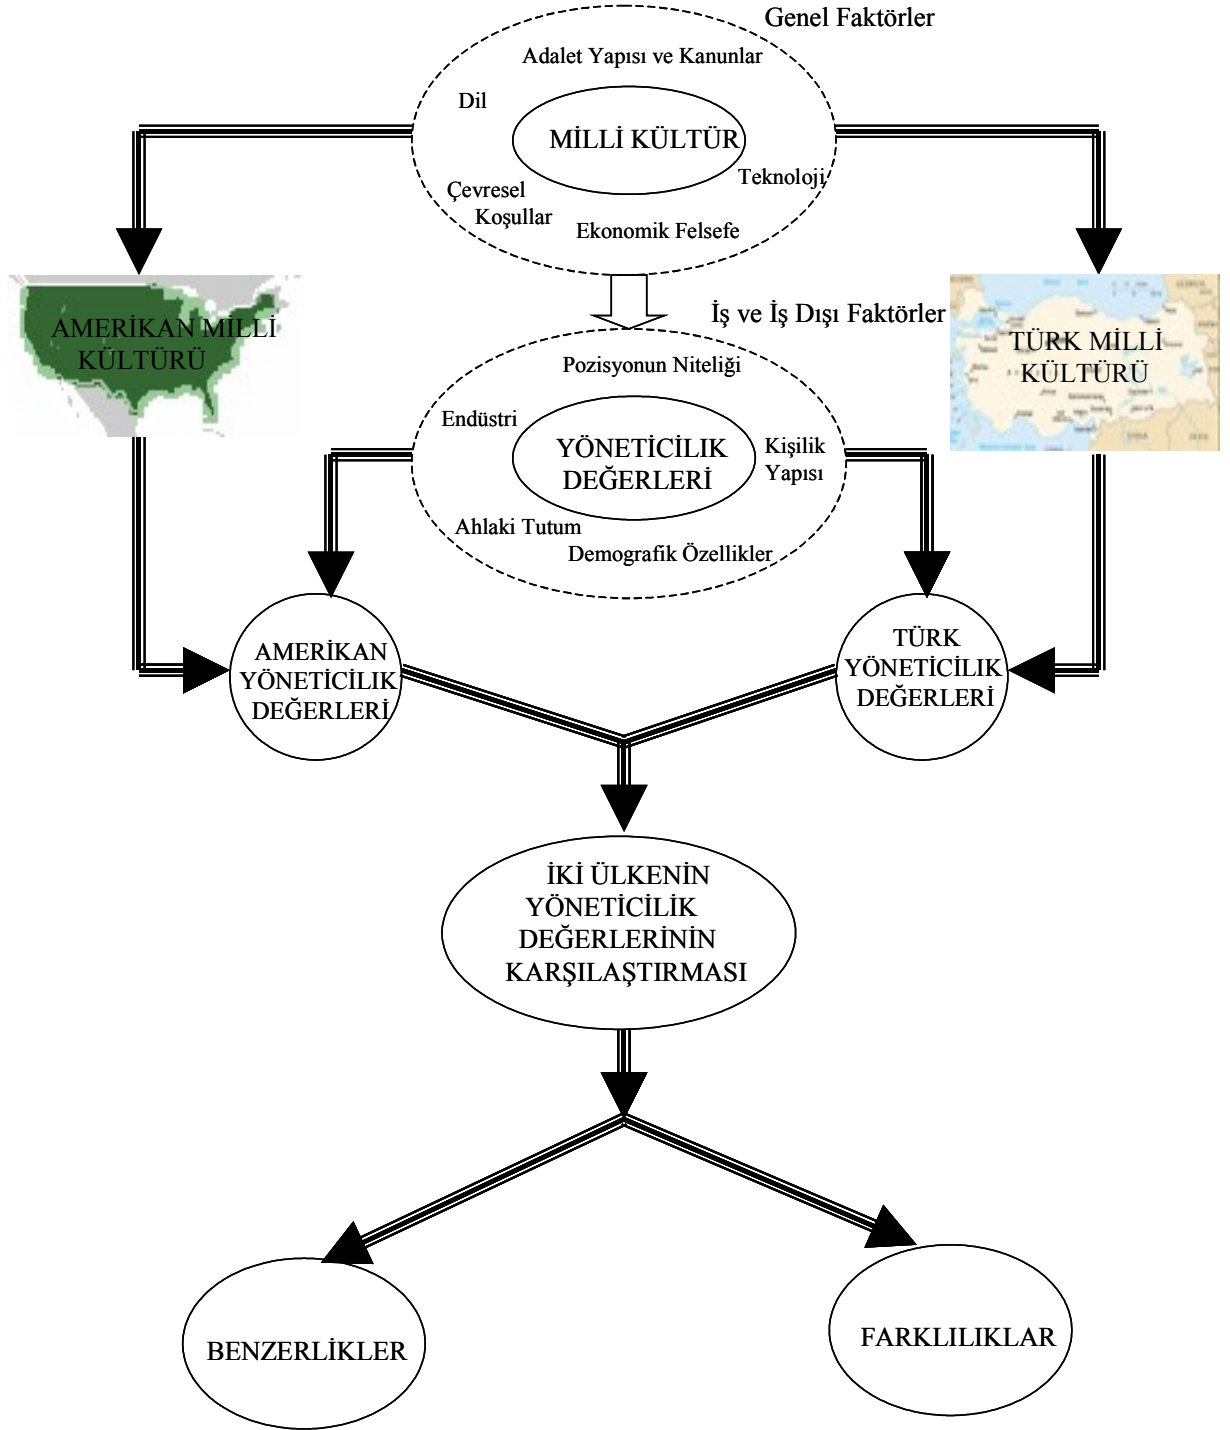 Genel Faktörler
Adalet Yapısı ve Kanunlar
Dil
MİLLİ KÜLTÜR
Teknoloji
Çevresel
Koşullar
Ekonomik Felsefe
AMERİKAN MİLLİ
KÜLTÜRÜ
İş ve İş Dışı Faktörler
TÜRK MİLLİ
KÜLTÜRÜ
Pozisyonun Niteliği
Endüstri
YÖNETİCİLIK
DEĞERLERİ
Kişilik
Yapısı
Ahlaki Tutum
Demografik Özellikler
AMERİKAN
YÖNETİCİLIK
DEĞERLERİ
TÜRK
YÖNETİCİLIK
DEĞERLERİ
İKİ ÜLKENİN
YÖNETİCİLİK
DEĞERLERİNİN
KARŞILAŞTIRMASI
BENZERLİKLER
FARKLILIKLAR